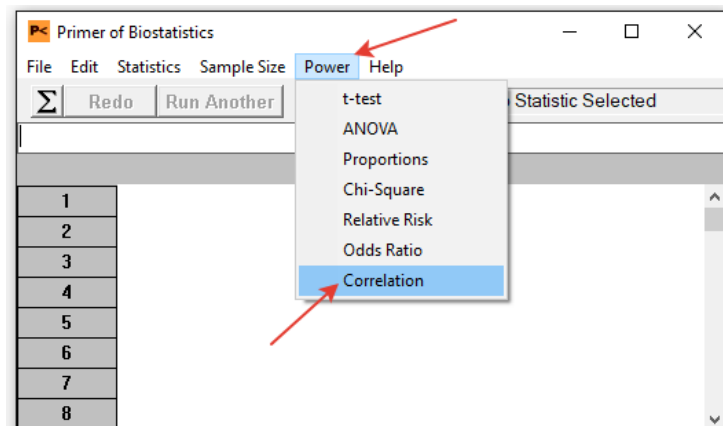 P< Primer of Biostatistics
File Edit Statistics Sample Size Power Help
Σ Redo Run Another Statistic Selected
t-test
ANOVA
Proportions
Chi-Square
Relative Risk
Odds Ratio
Correlation
1
2
3
4
5
6
7
8